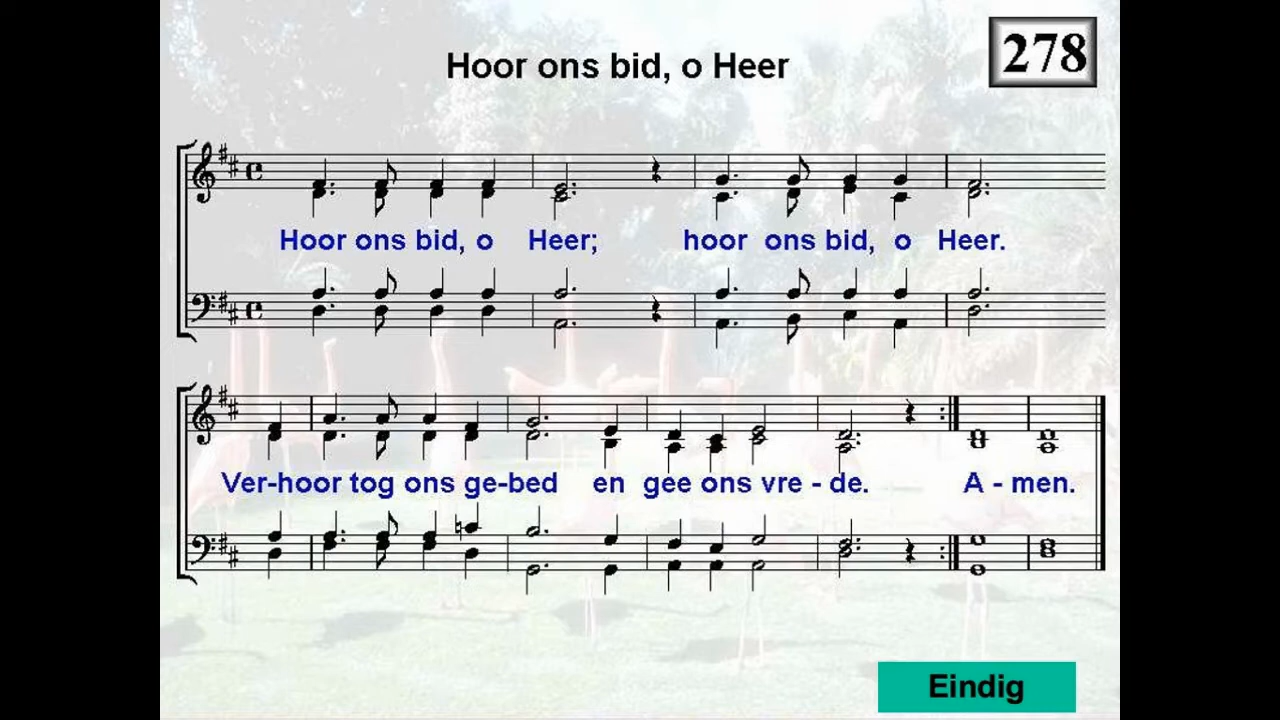 278
Hoor ons bid, o Heer
Hoor ons bid, o Heer; hoor ons bid, o Heer.
Ver-hoor tog ons ge-bed en gee ons vre - de. A - men.
Eindig